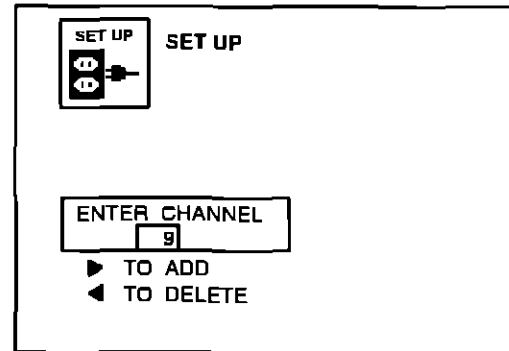 SET UP
SET UP
ENTER CHANNEL
9
▶ TO ADD
◀ TO DELETE